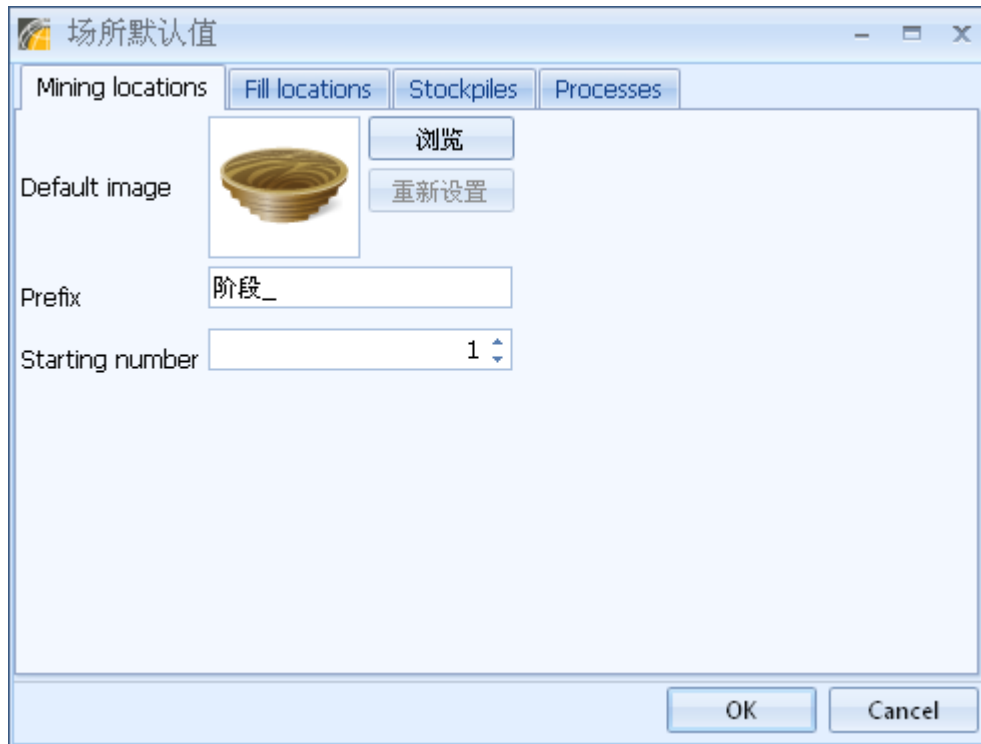 场所默认值
Mining locations Fill locations Stockpiles Processes
浏览
Default image
重新设置
Prefix 阶段_
Starting number 1
OK Cancel